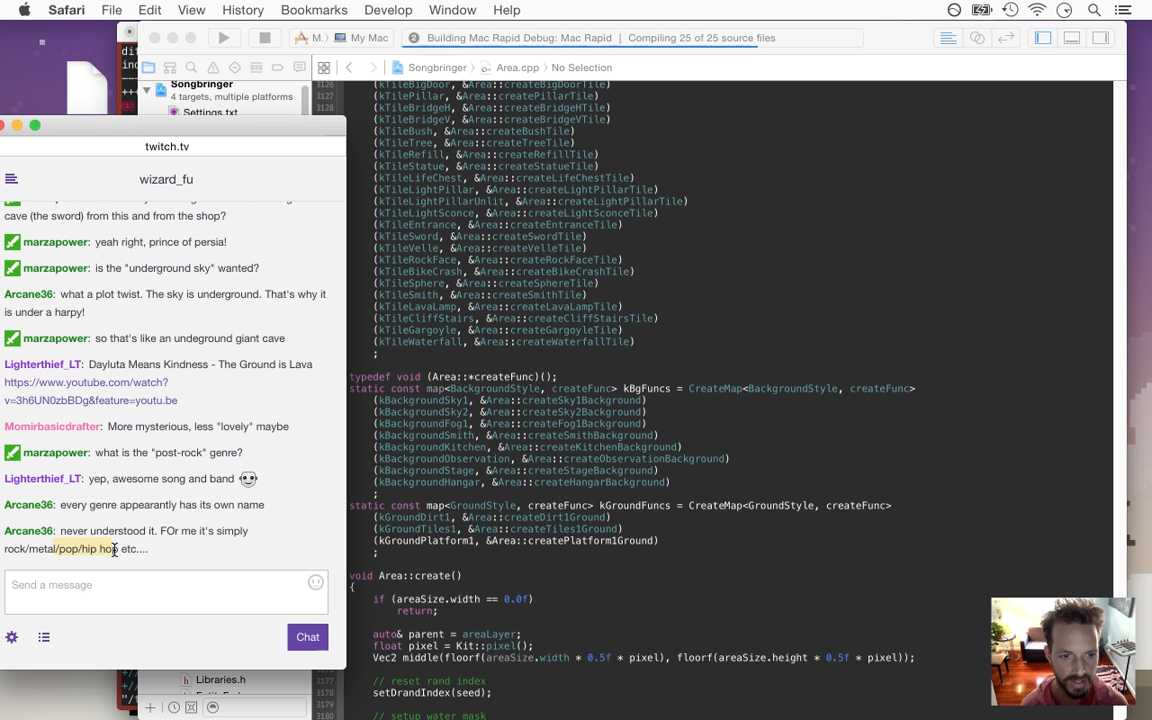 Safari File Edit View History Bookmarks Develop Window Help
M.〉 My Mac
2 Building Mac Rapid Debug: Mac Rapid | Compiling 25 of 25 source files
Songbringer 〉 Area.cpp 〉 No Selection
Songbringer
4 targets, multiple platforms
Settings.txt
twitch.tv
wizard_fu
cave (the sword) from this and from the shop?
marzapower: yeah right, prince of persia!
marzapower: is the "underground sky" wanted?
Arcane36: what a plot twist. The sky is underground. That's why it
is under a harpy!
marzapower: so that's like an undeground giant cave
Lighterthief_LT: Dayluta Means Kindness - The Ground is Lava
https://www.youtube.com/watch?
v=3h6UN0zbBDg&feature=youtu.be
Momirbasicdrafter: More mysterious, less "lovely" maybe
marzapower: what is the "post-rock" genre?
Lighterthief_LT: yep, awesome song and band
Arcane36: every genre appearantly has its own name
Arcane36: never understood it. FOr me it's simply
rock/metal/pop/hip hop etc....
Send a message
Chat
Libraries.h
3126
3127
3128
(kTileBigDoor, &Area::createBigDoorTile)
(kTilePillar, &Area::createPillarTile)
(kTileBridgeH, &Area::createBridgeHTile)
(kTileBridgeV, &Area::createBridgeVTile)
(kTileBush, &Area::createBushTile)
(kTileTree, &Area::createTreeTile)
(kTileRefill, &Area::createRefillTile)
(kTileStatue, &Area::createStatueTile)
(kTileLifeChest, &Area::createLifeChestTile)
(kTileLightPillar, &Area::createLightPillarTile)
(kTileLightPillarUnlit, &Area::createLightPillarTile)
(kTileLightSconce, &Area::createLightSconceTile)
(kTileEntrance, &Area::createEntranceTile)
(kTileSword, &Area::createSwordTile)
(kTileVelle, &Area::createVelleTile)
(kTileRockFace, &Area::createRockFaceTile)
(kTileBikeCrash, &Area::createBikeCrashTile)
(kTileSphere, &Area::createSphereTile)
(kTileSmith, &Area::createSmithTile)
(kTileLavaLamp, &Area::createLavaLampTile)
(kTileCliffStairs, &Area::createCliffStairsTile)
(kTileGargoyle, &Area::createGargoyleTile)
(kTileWaterfall, &Area::createWaterfallTile)
;
typedef void (Area::*createFunc)();
static const map<BackgroundStyle, createFunc> kBgFuncs = CreateMap<BackgroundStyle, createFunc>
(kBackgroundSky1, &Area::createSky1Background)
(kBackgroundSky2, &Area::createSky2Background)
(kBackgroundFog1, &Area::createFog1Background)
(kBackgroundSmith, &Area::createSmithBackground)
(kBackgroundKitchen, &Area::createKitchenBackground)
(kBackgroundObservation, &Area::createObservationBackground)
(kBackgroundStage, &Area::createStageBackground)
(kBackgroundHangar, &Area::createHangarBackground)
;
static const map<GroundStyle, createFunc> kGroundFuncs = CreateMap<GroundStyle, createFunc>
(kGroundDirt1, &Area::createDirt1Ground)
(kGroundTiles1, &Area::createTiles1Ground)
(kGroundPlatform1, &Area::createPlatform1Ground)
;
void Area::create()
{
if (areaSize.width == 0.0f)
return;
auto& parent = areaLayer;
float pixel = Kit::pixel();
Vec2 middle(floorf(areaSize.width * 0.5f * pixel), floorf(areaSize.height * 0.5f * pixel));
3177 // reset rand index
3178 setDrandIndex(seed);
3179
3180 // setup water mask